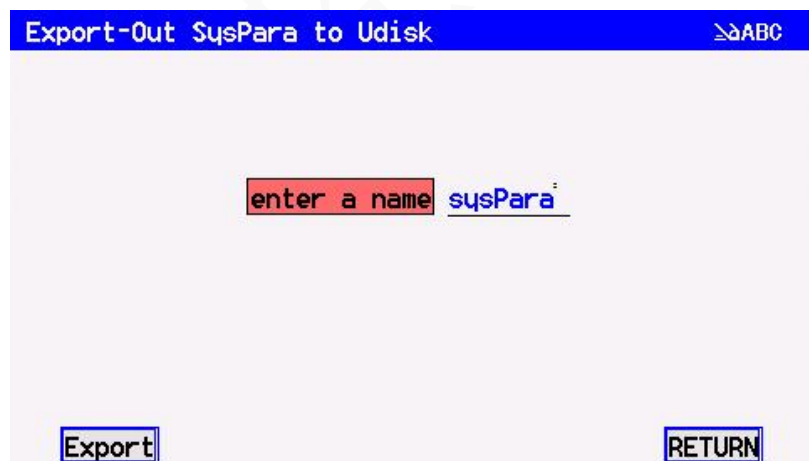 Export-Out SysPara to Udisk
ABC
enter a name sysPara
Export
RETURN